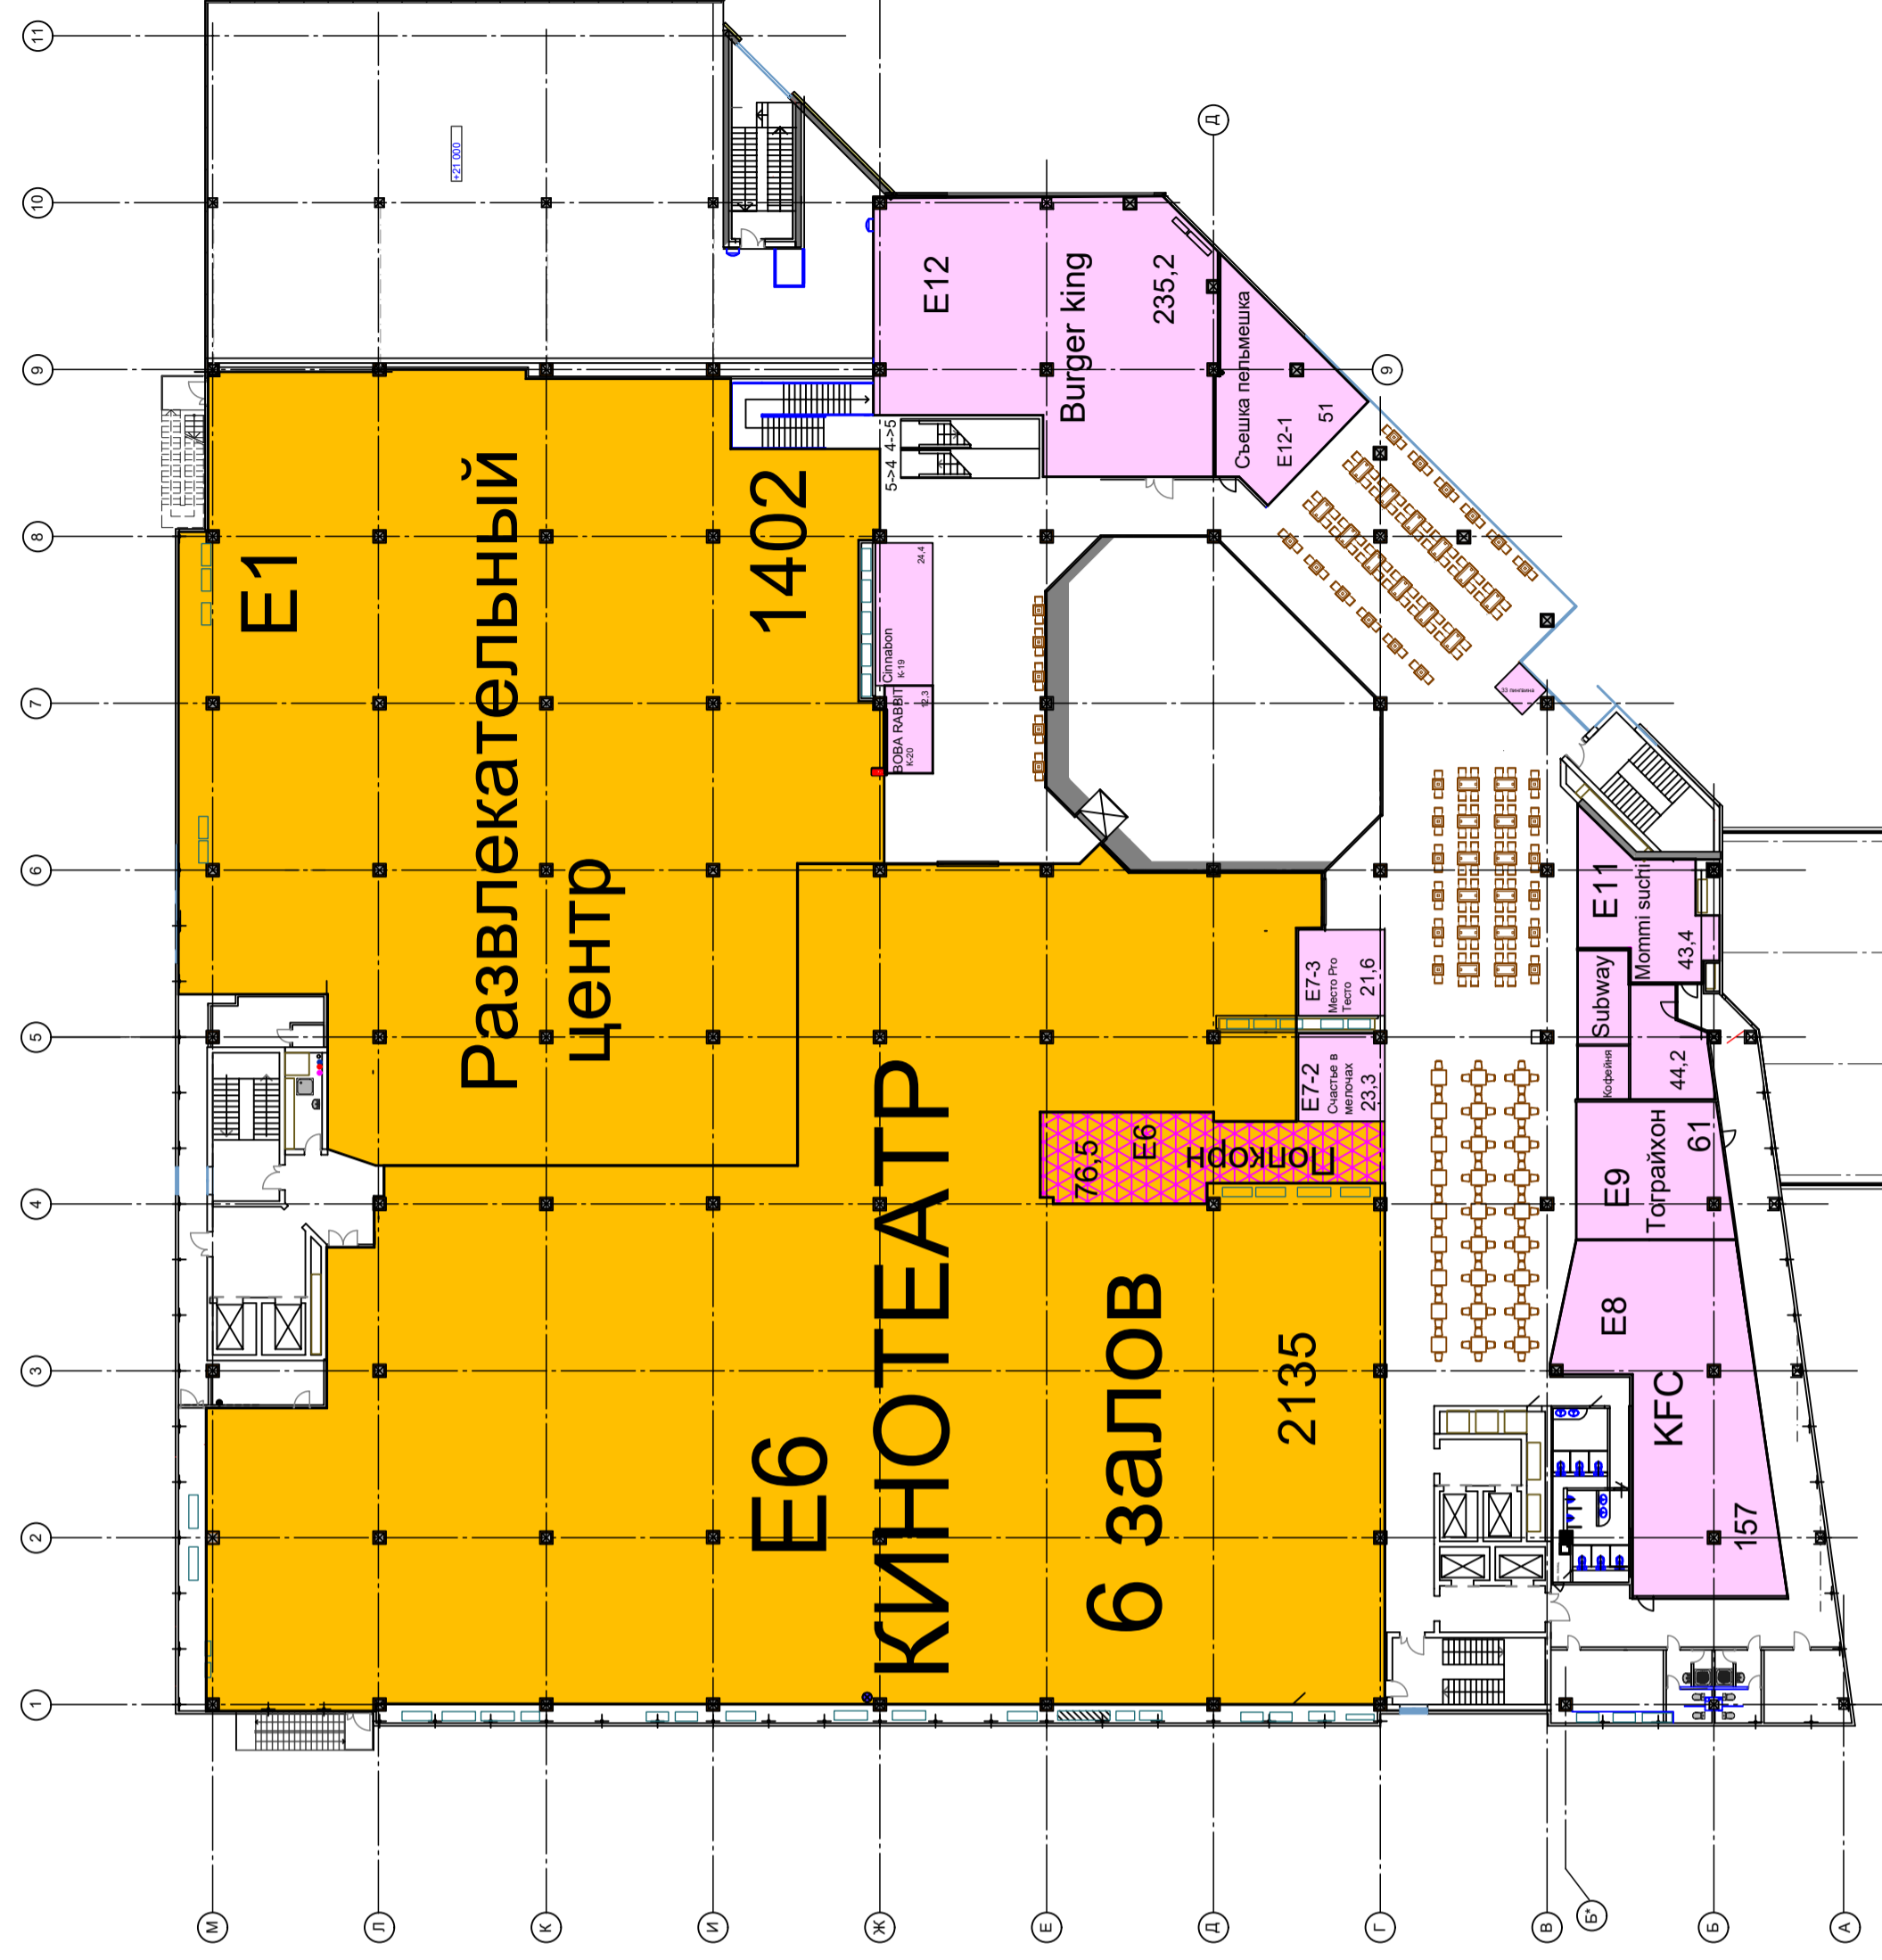 11
10
9
8
7
6
5
4
3
2
1
+21 000
Д
9
E1
Развлекательный
центр
1402
E12
Burger king
235,2
Съешка пельмешка
E12-1
51
5->4 4->5
Cinnabon
К-19
24,4
BOBA RABBIT
К-20
12,3
33 пингвина
E6
КИНОТЕАТР
6 залов
2135
76,5
E6
Попкорн
E7-3
Место Pro
Тесто
21,6
E7-2
Счастье в
мелочах
23,3
E11
Mommi suchi
43,4
Subway
Кофейня
44,2
E9
Тограйхон
61
E8
KFC
157
М
Л
К
И
Ж
Е
Д
Г
В
Б*
Б
А